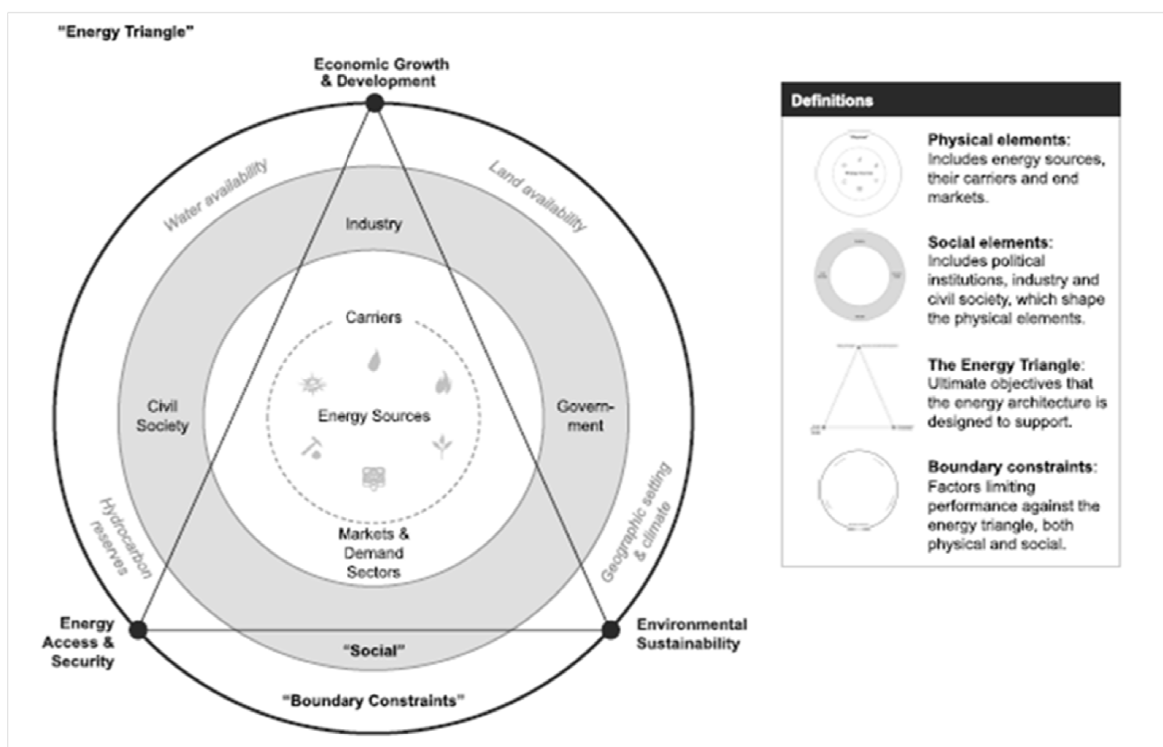 "Energy Triangle"
Economic Growth
& Development
Water availability
Land availability
Industry
Carriers
Civil
Society
Energy Sources
Govern-
ment
Hydrocarbon
reserves
Markets &
Demand
Sectors
Geographic setting
& climate
Energy
Access &
Security
Environmental
Sustainability
"Social"
"Boundary Constraints"
Definitions
Physical elements:
Includes energy sources,
their carriers and end
markets.
Social elements:
Includes political
institutions, industry and
civil society, which shape
the physical elements.
The Energy Triangle:
Ultimate objectives that
the energy architecture is
designed to support.
Boundary constraints:
Factors limiting
performance against the
energy triangle, both
physical and social.